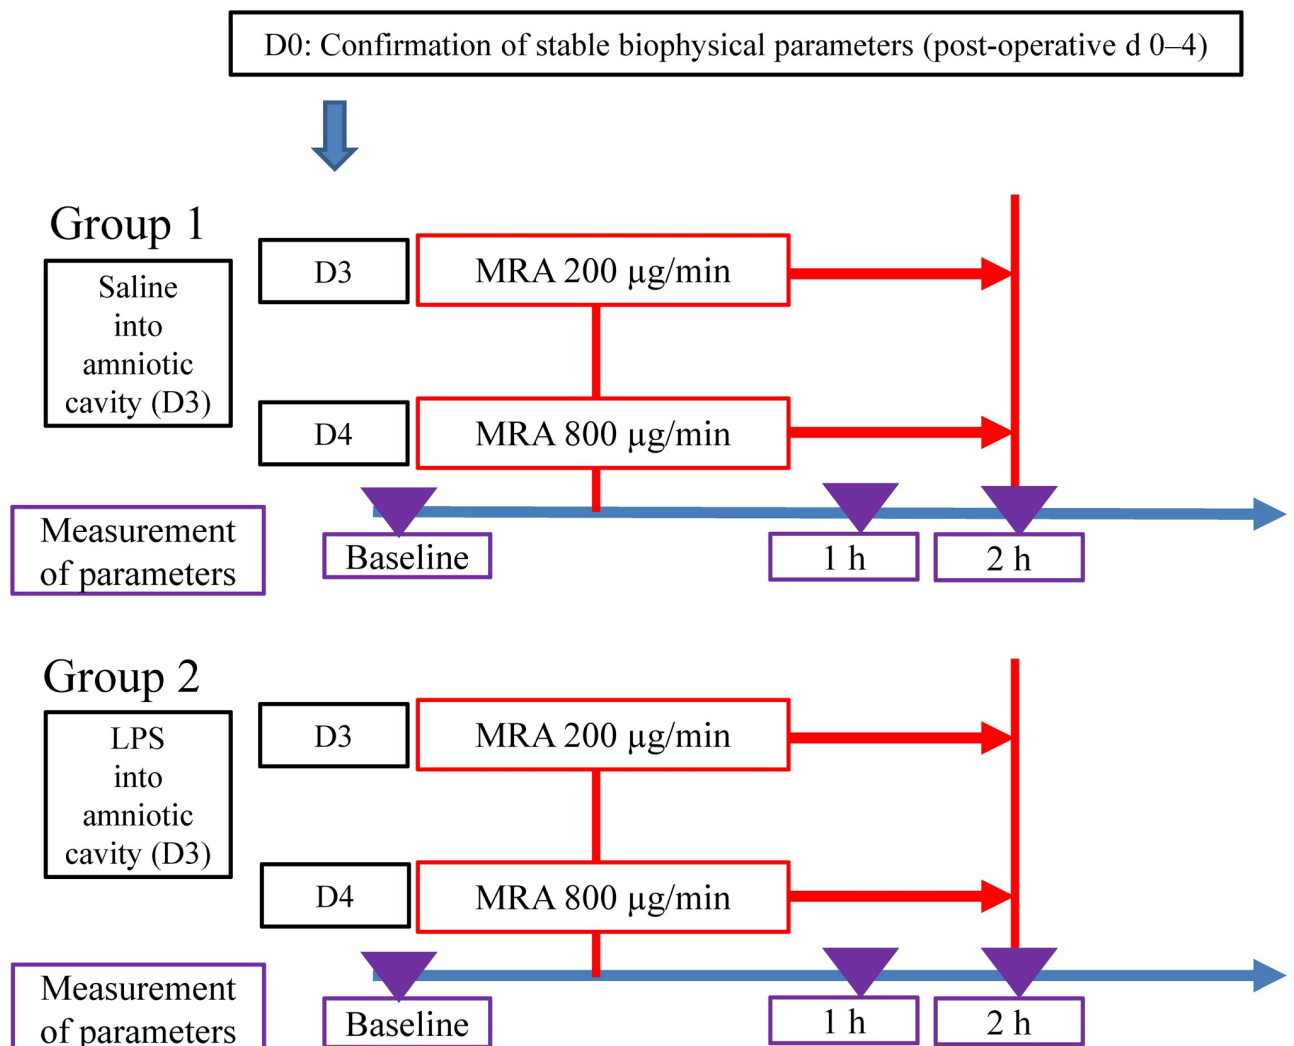 D0: Confirmation of stable biophysical parameters (post-operative d 0–4)
Group 1
Saline
into
amniotic
cavity (D3)
D3
MRA 200 µg/min
D4
MRA 800 µg/min
Measurement
of parameters
Baseline
1 h
2 h
Group 2
LPS
into
amniotic
cavity (D3)
D3
MRA 200 µg/min
D4
MRA 800 µg/min
Measurement
of parameters
Baseline
1 h
2 h